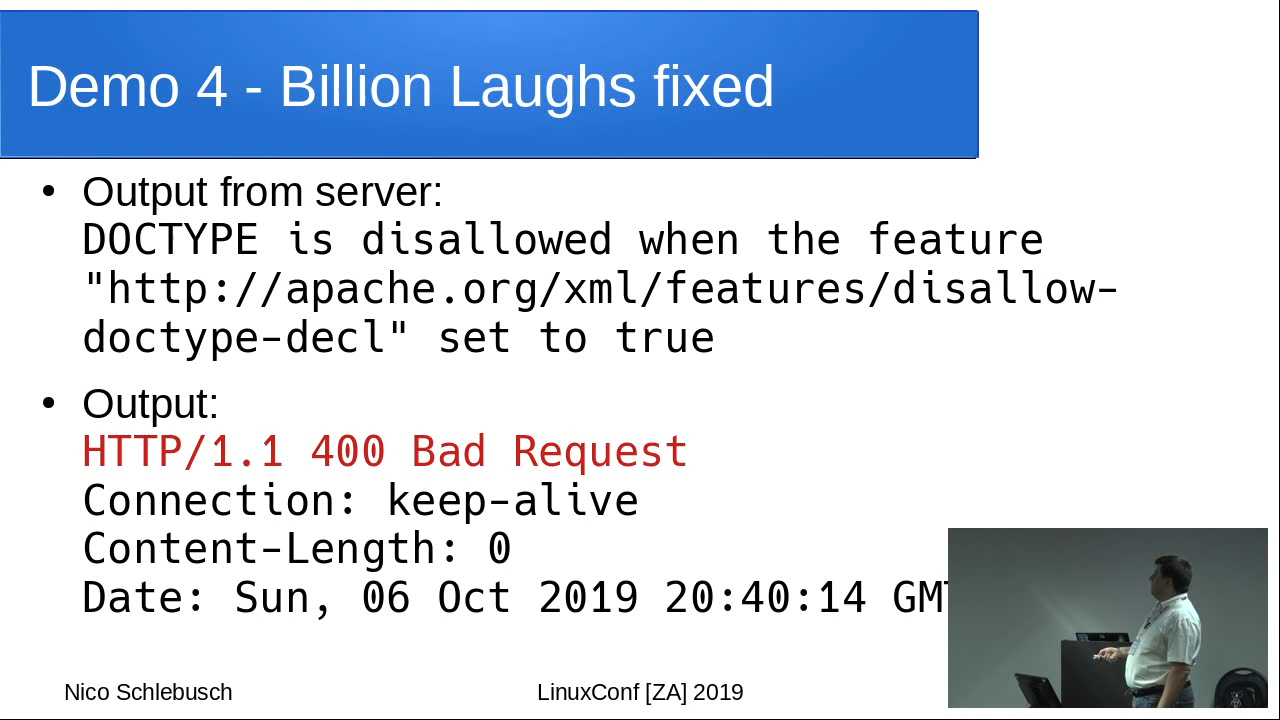 Demo 4 - Billion Laughs fixed
• Output from server:
DOCTYPE is disallowed when the feature
"http://apache.org/xml/features/disallow-
doctype-decl" set to true
• Output:
HTTP/1.1 400 Bad Request
Connection: keep-alive
Content-Length: 0
Date: Sun, 06 Oct 2019 20:40:14 GMT
Nico Schlebusch
LinuxConf [ZA] 2019